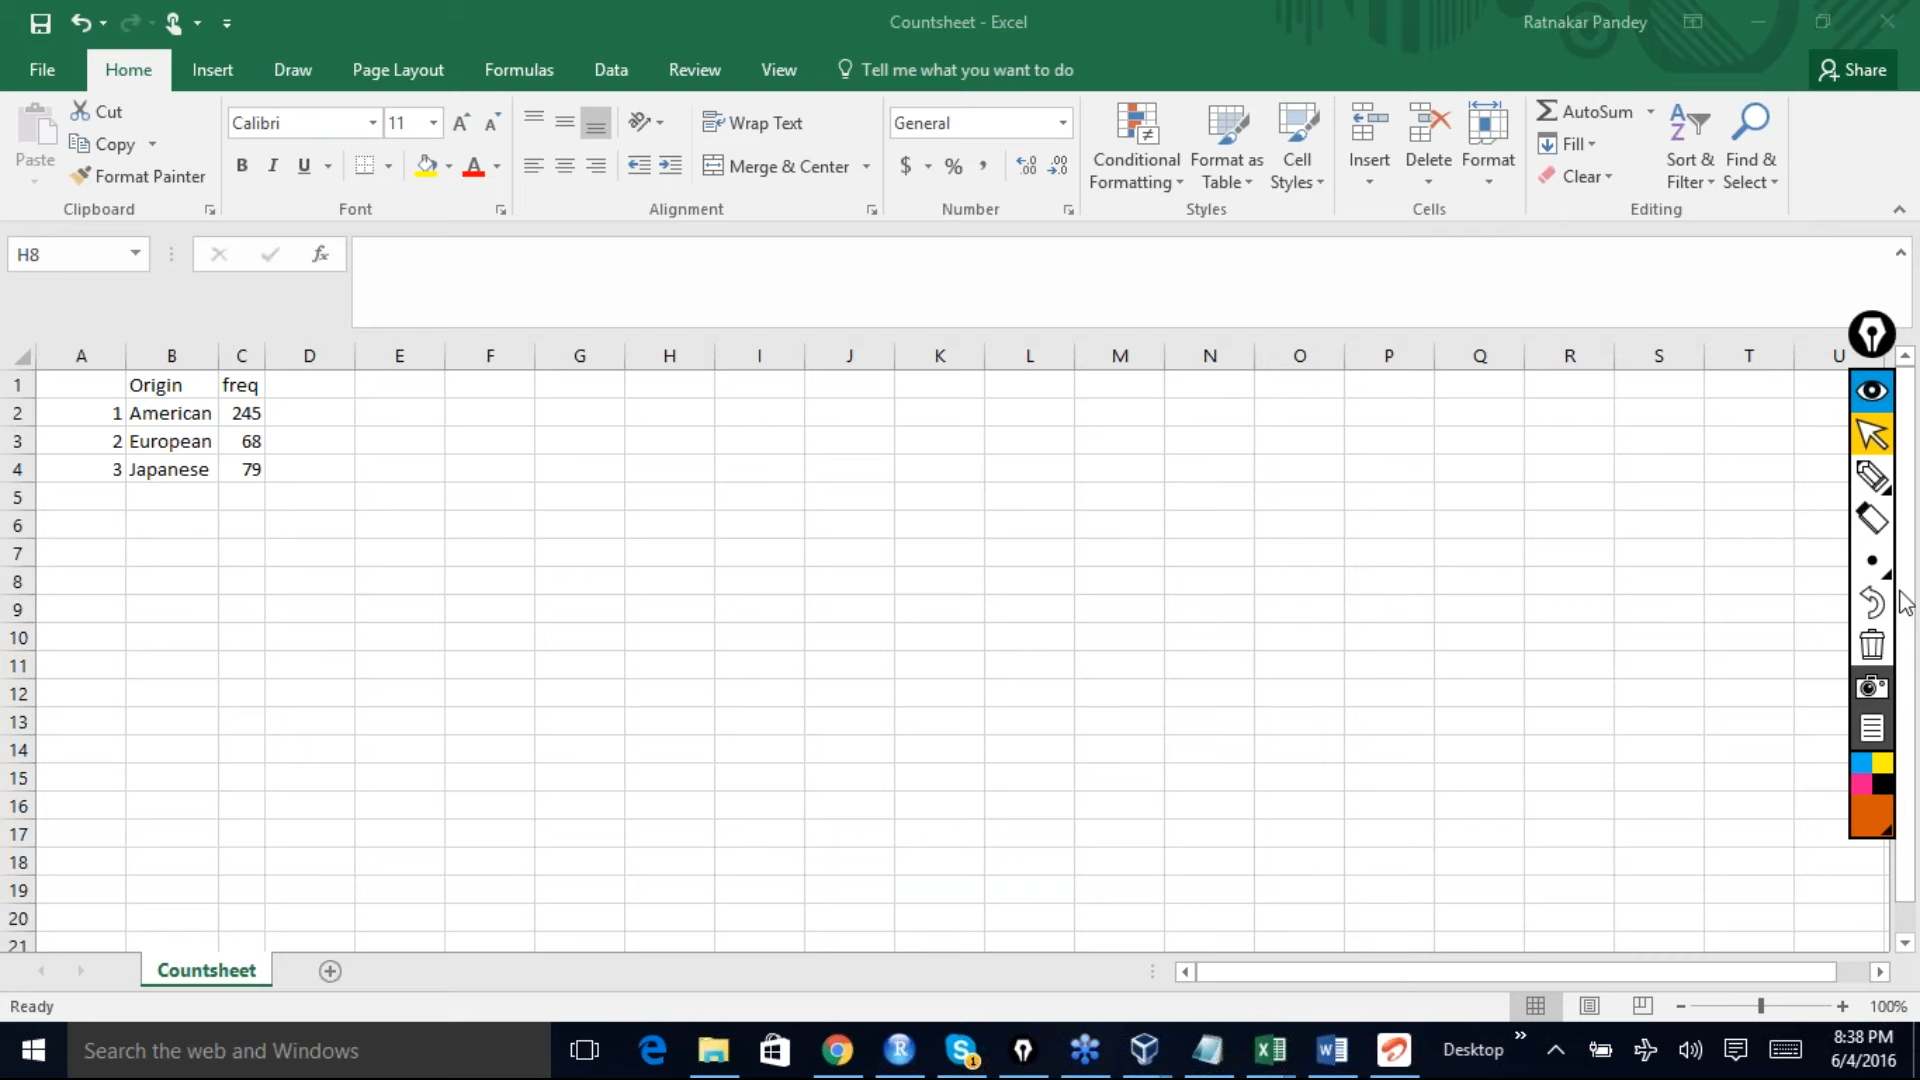 Countsheet - Excel
Ratnakar Pandey
File Home Insert Draw Page Layout Formulas Data Review View Tell me what you want to do Share
Paste
Cut
Copy
Format Painter
Clipboard
Calibri 11
B I U A
Font
Wrap Text
Merge & Center
Alignment
General
$ % ,
Number
Conditional Formatting
Format as Table
Cell Styles
Styles
Insert Delete Format
Cells
AutoSum
Fill
Clear
Sort & Filter
Find & Select
Editing
H8 fx
A B C D E F G H I J K L M N O P Q R S T U
1 Origin freq
2 1 American 245
3 2 European 68
4 3 Japanese 79
5
6
7
8
9
10
11
12
13
14
15
16
17
18
19
20
21
Countsheet
Ready 100%
Search the web and Windows
Desktop
8:38 PM
6/4/2016